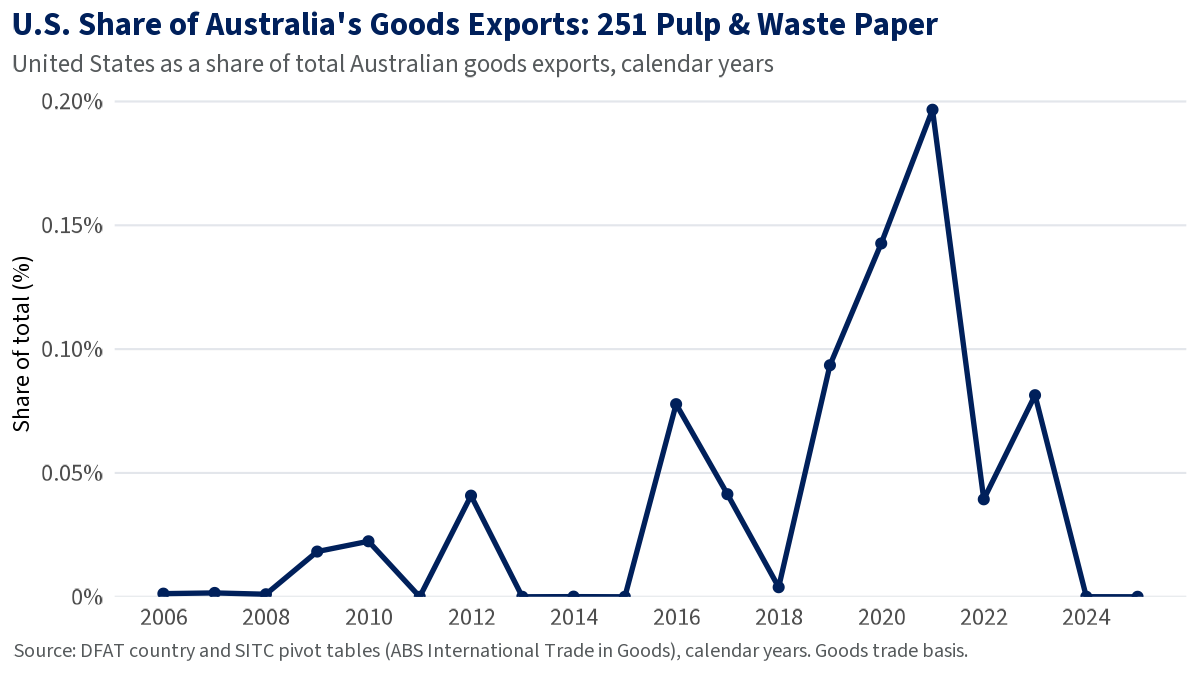 U.S. Share of Australia's Goods Exports: 251 Pulp & Waste Paper
United States as a share of total Australian goods exports, calendar years
Share of total (%)
0.20%
0.15%
0.10%
0.05%
0%
2006 2008 2010 2012 2014 2016 2018 2020 2022 2024
Source: DFAT country and SITC pivot tables (ABS International Trade in Goods), calendar years. Goods trade basis.